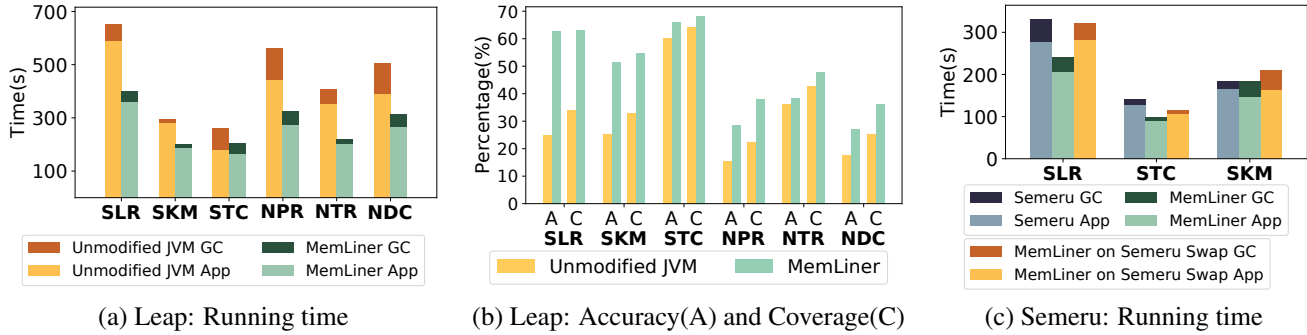 700
500
300
100
Time(s)
SLR SKM STC NPR NTR NDC
Unmodified JVM GC
Unmodified JVM App
MemLiner GC
MemLiner App
(a) Leap: Running time
70
60
50
40
30
20
10
0
Percentage(%)
A C A C A C A C A C A C
SLR SKM STC NPR NTR NDC
Unmodified JVM
MemLiner
(b) Leap: Accuracy(A) and Coverage(C)
300
200
100
0
Time(s)
SLR STC SKM
Semeru GC
Semeru App
MemLiner GC
MemLiner App
MemLiner on Semeru Swap GC
MemLiner on Semeru Swap App
(c) Semeru: Running time